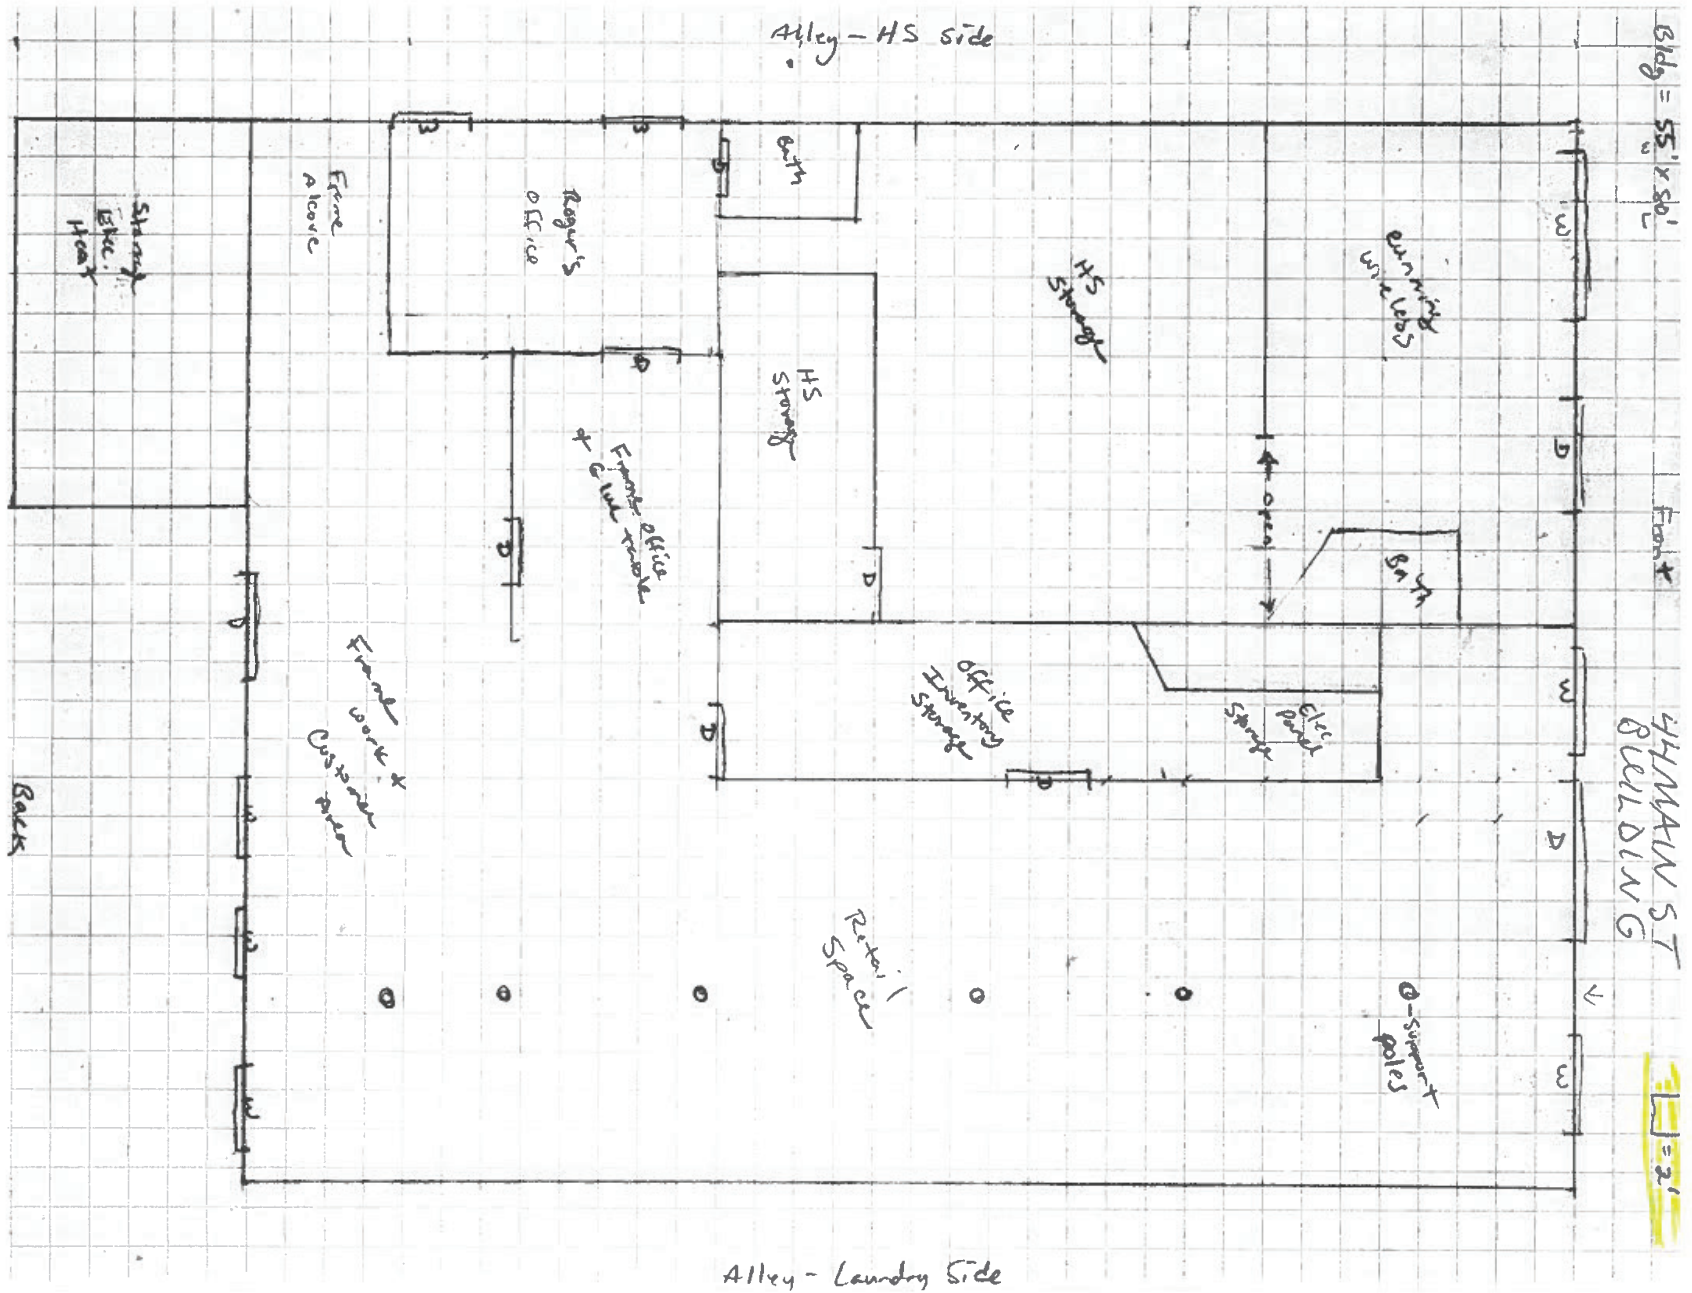 Alley - HS Side
Bldg = 55' x 80'
W L
Front
44 MAIN ST
BUILDING
= 2'
Storage
Elec.
Heat
Frame
Alcove
W
W
Roger's
office
D
Bath
D
HS
Storage
HS
Storage
D
Running
Wireless
W
D
← open →
Bath
Frame office
+ Glue table
D
D
Frame
work +
Customer
Area
D
office
Inventory
Storage
D
Elec
panel
Storage
W
D
W
W
W
Retail
Space
support
poles
W
Back
Alley - Laundry Side